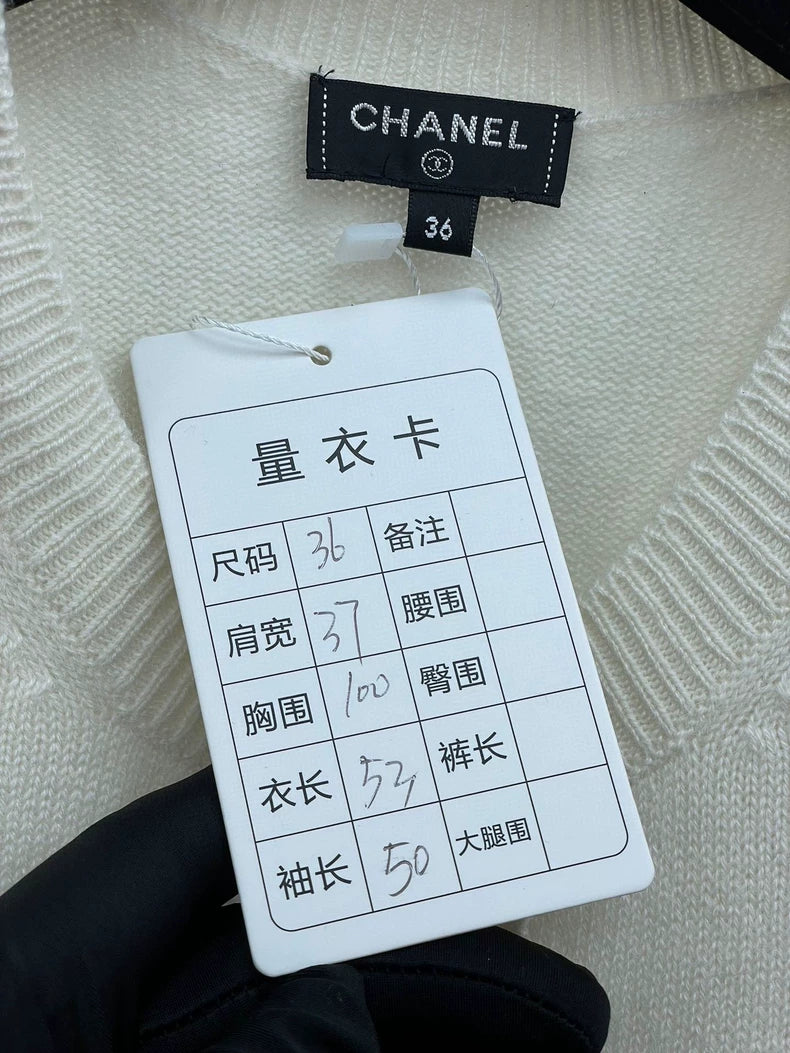 CHANEL
36
量衣卡
尺码 36 备注
肩宽 37 腰围
胸围 100 臀围
衣长 裤长
袖长 50 大腿围